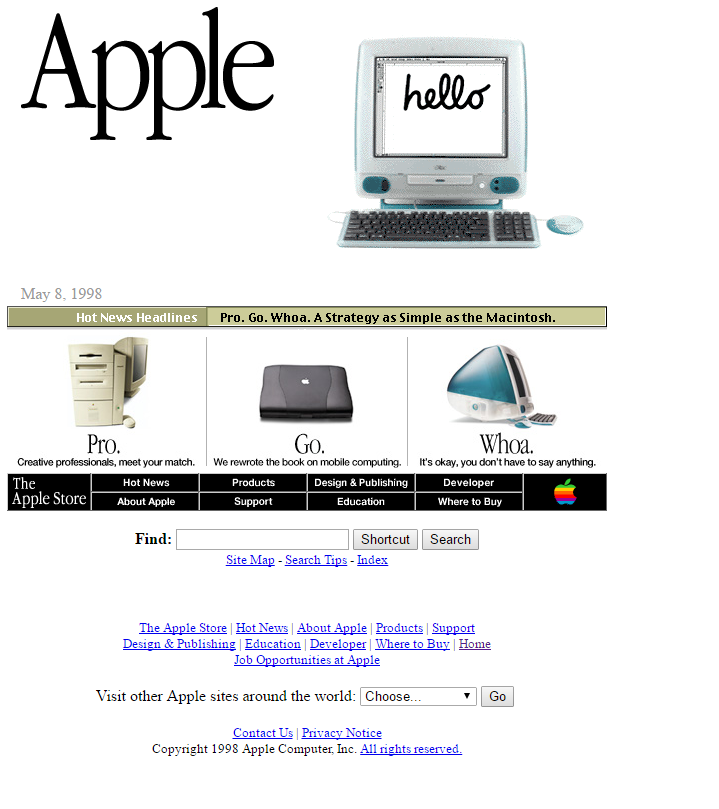 Apple
hello
May 8, 1998
Hot News Headlines Pro. Go. Whoa. A Strategy as Simple as the Macintosh.
Pro. Go. Whoa.
Creative professionals, meet your match. We rewrote the book on mobile computing. It's okay, you don't have to say anything.
The Apple Store
Hot News Products Design & Publishing Developer
About Apple Support Education Where to Buy
Find: Shortcut Search
Site Map - Search Tips - Index
The Apple Store | Hot News | About Apple | Products | Support
Design & Publishing | Education | Developer | Where to Buy | Home
Job Opportunities at Apple
Visit other Apple sites around the world: Choose... Go
Contact Us | Privacy Notice
Copyright 1998 Apple Computer, Inc. All rights reserved.